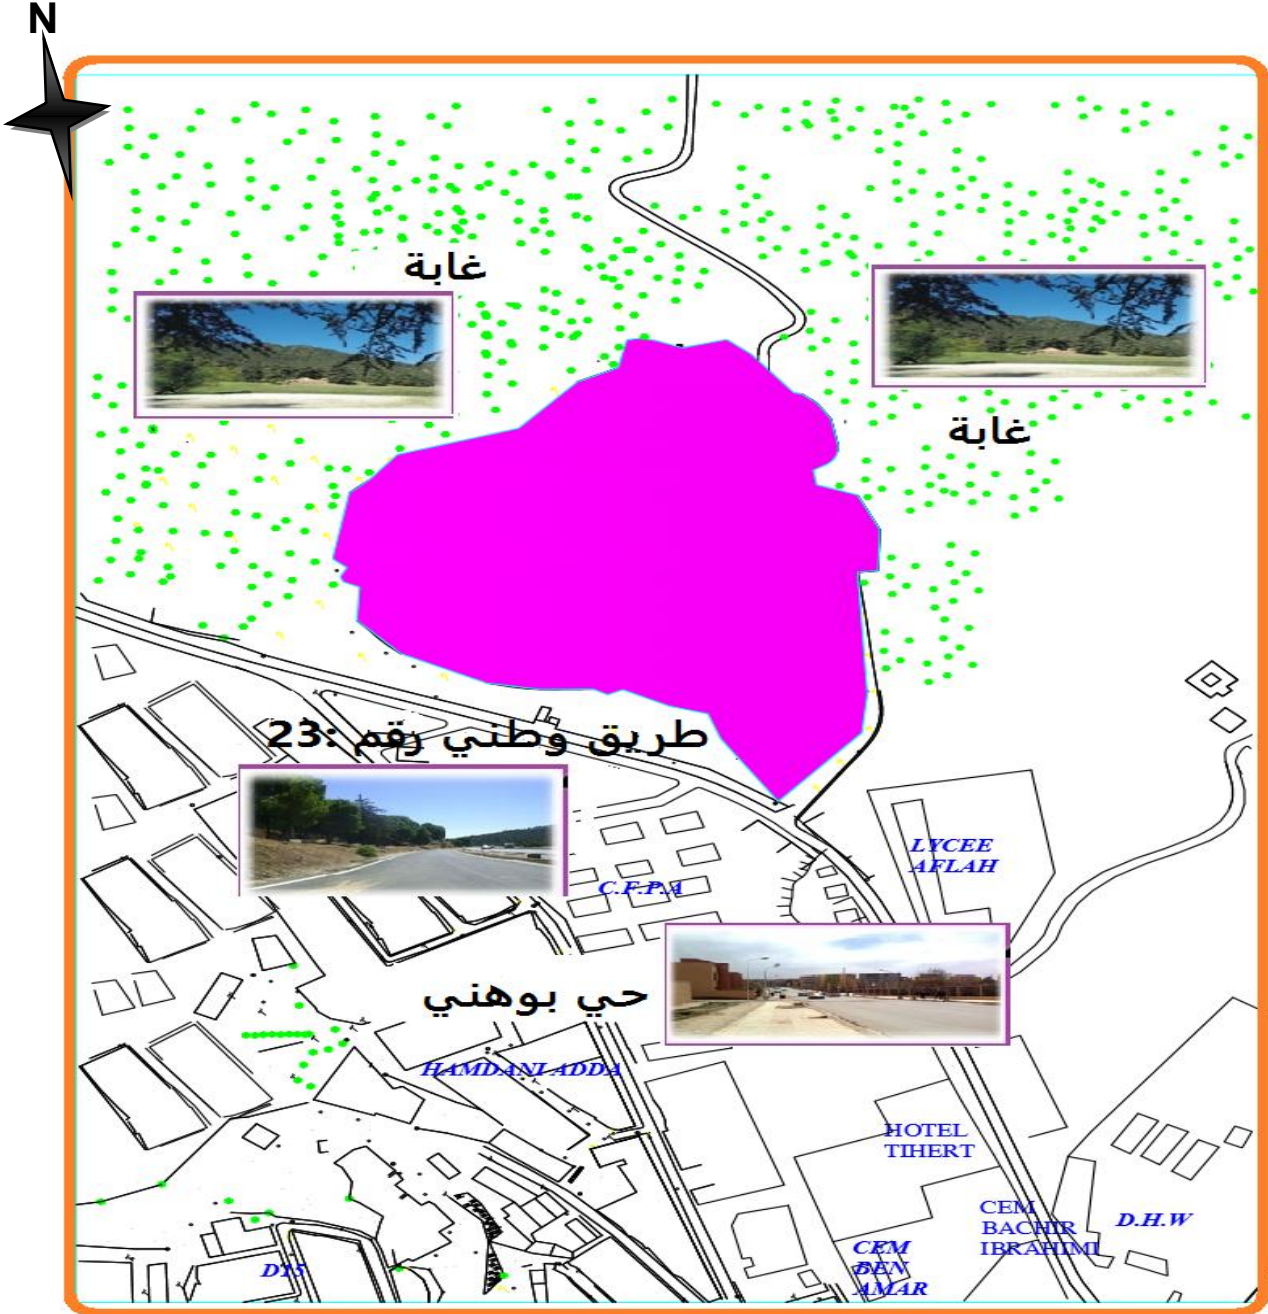 N
غابة
غابة
طريق وطني رقم :23
LYCEE
AFLAH
C.F.P.A
حي بوهني
HAMDANI ADDA
HOTEL
TIHERT
CEM
BACHIR
IBRAHIMI
D.H.W
CEM
BEN
AMAR
D15